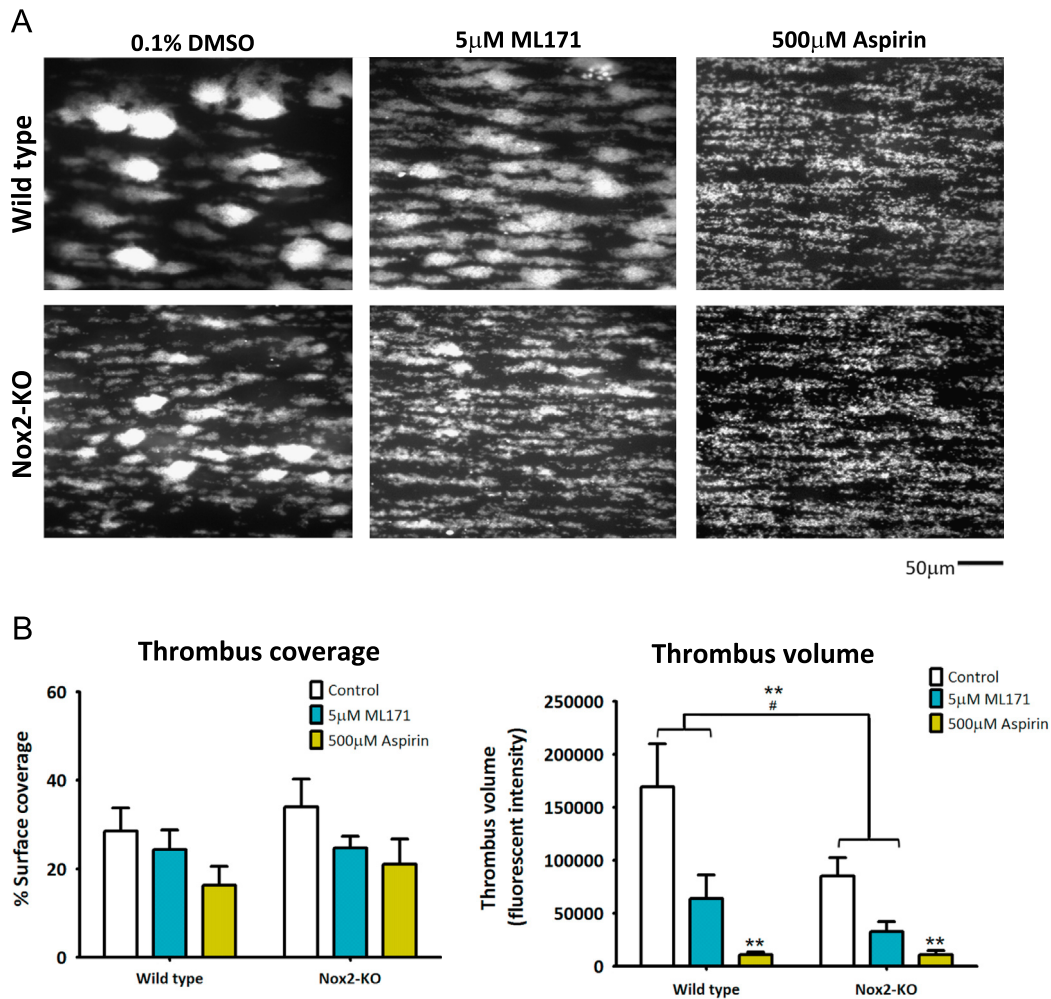 A
0.1% DMSO
5μM ML171
500μM Aspirin
Wild type
Nox2-KO
50μm
B
Thrombus coverage
Control
5μM ML171
500μM Aspirin
% Surface coverage
60
40
20
0
Wild type
Nox2-KO
Thrombus volume
Control
5μM ML171
500μM Aspirin
**
#
Thrombus volume
(fluorescent intensity)
250000
200000
150000
100000
50000
0
**
**
Wild type
Nox2-KO